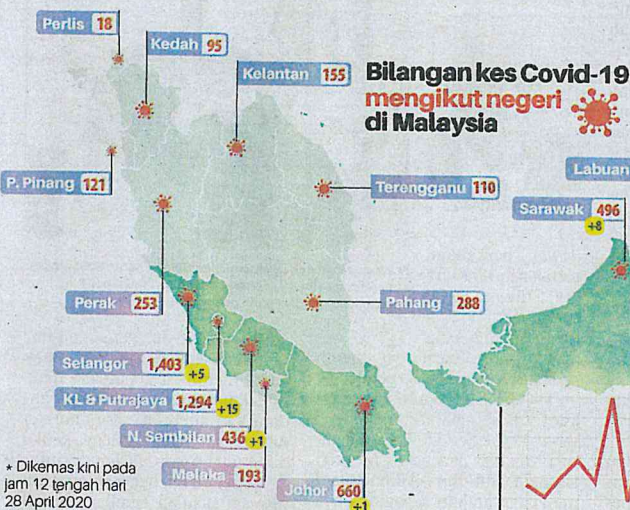 Bilangan kes Covid-19
mengikut negeri
di Malaysia
Perlis 18
Kedah 95
Kelantan 155
P. Pinang 121
Terengganu 110
Labuan
Sarawak 496
+8
Perak 253
Pahang 288
Selangor 1,403 +5
KL & Putrajaya 1,294 +15
N. Sembilan 436 +1
Melaka 193
Johor 660
+1
* Dikemas kini pada
jam 12 tengah hari
28 April 2020